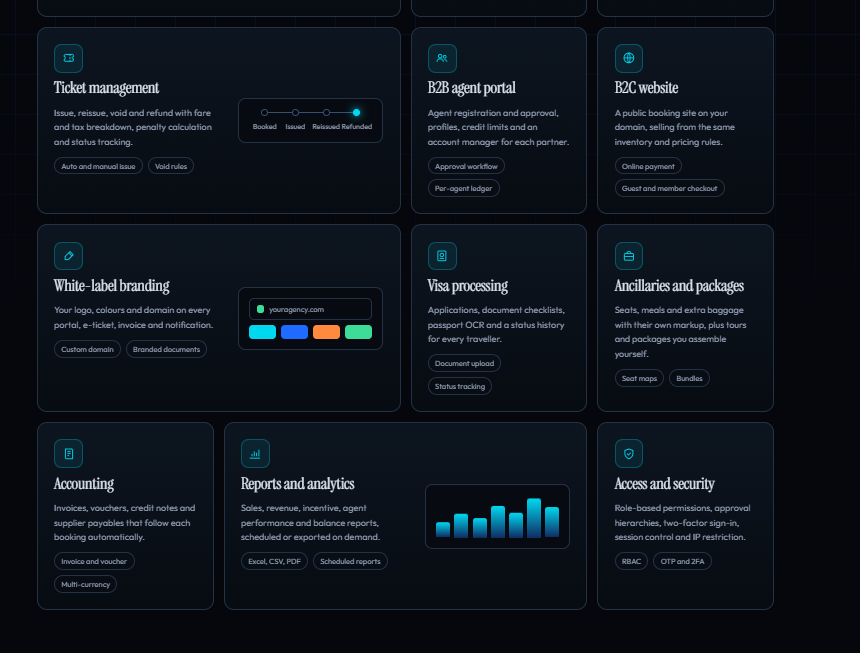 Ticket management
Issue, reissue, void and refund with fare
and tax breakdown, penalty calculation
and status tracking.
Auto and manual issue
Void rules
Booked
Issued
Reissued
Refunded
B2B agent portal
Agent registration and approval,
profiles, credit limits and an
account manager for each partner.
Approval workflow
Per-agent ledger
B2C website
A public booking site on your
domain, selling from the same
inventory and pricing rules.
Online payment
Guest and member checkout
White-label branding
Your logo, colours and domain on every
portal, e-ticket, invoice and notification.
Custom domain
Branded documents
youragency.com
Visa processing
Applications, document checklists,
passport OCR and a status history
for every traveller.
Document upload
Status tracking
Ancillaries and packages
Seats, meals and extra baggage
with their own markup, plus tours
and packages you assemble
yourself.
Seat maps
Bundles
Accounting
Invoices, vouchers, credit notes and
supplier payables that follow each
booking automatically.
Invoice and voucher
Multi-currency
Reports and analytics
Sales, revenue, incentive, agent
performance and balance reports,
scheduled or exported on demand.
Excel, CSV, PDF
Scheduled reports
Access and security
Role-based permissions, approval
hierarchies, two-factor sign-in,
session control and IP restriction.
RBAC
OTP and 2FA